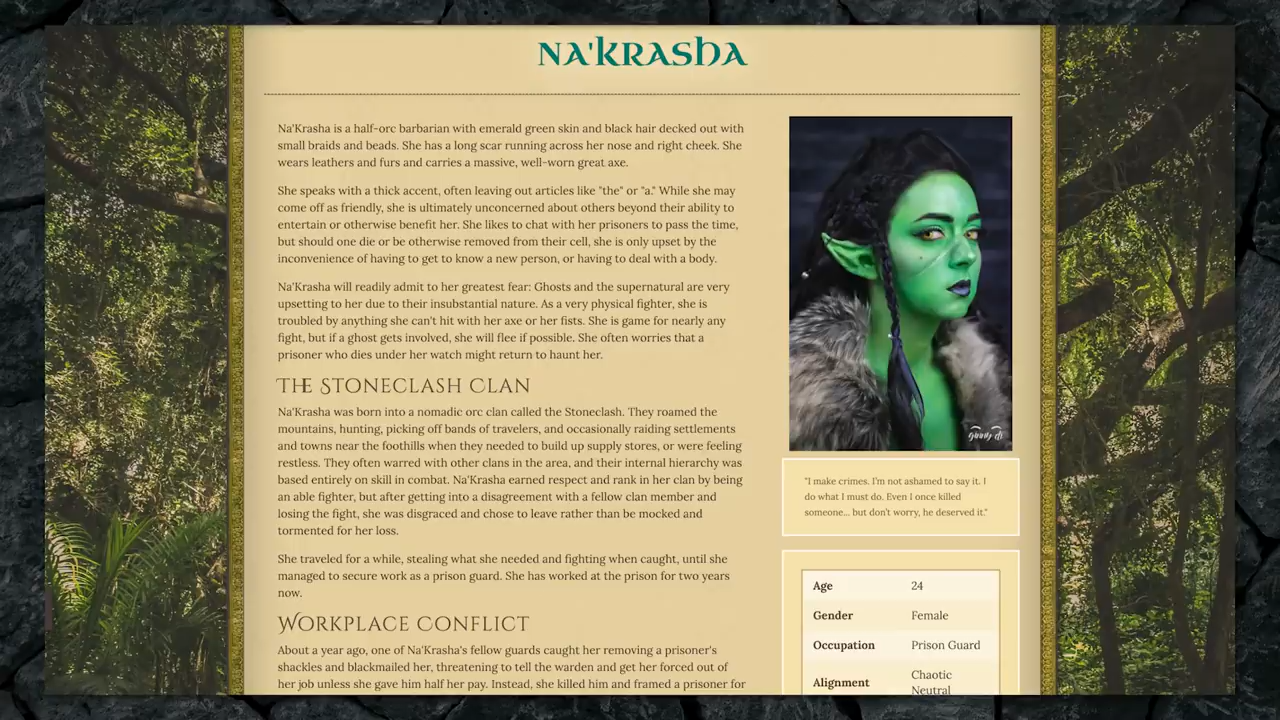 NA'KRASHA
Na'Krasha is a half-orc barbarian with emerald green skin and black hair decked out with
small braids and beads. She has a long scar running across her nose and right cheek. She
wears leathers and furs and carries a massive, well-worn great axe.
She speaks with a thick accent, often leaving out articles like "the" or "a." While she may
come off as friendly, she is ultimately unconcerned about others beyond their ability to
entertain or otherwise benefit her. She likes to chat with her prisoners to pass the time,
but should one die or be otherwise removed from their cell, she is only upset by the
inconvenience of having to get to know a new person, or having to deal with a body.
Na'Krasha will readily admit to her greatest fear: Ghosts and the supernatural are very
upsetting to her due to their insubstantial nature. As a very physical fighter, she is
troubled by anything she can't hit with her axe or her fists. She is game for nearly any
fight, but if a ghost gets involved, she will flee if possible. She often worries that a
prisoner who dies under her watch might return to haunt her.
THE STONECLASH CLAN
Na'Krasha was born into a nomadic orc clan called the Stoneclash. They roamed the
mountains, hunting, picking off bands of travelers, and occasionally raiding settlements
and towns near the foothills when they needed to build up supply stores, or were feeling
restless. They often warred with other clans in the area, and their internal hierarchy was
based entirely on skill in combat. Na'Krasha earned respect and rank in her clan by being
an able fighter, but after getting into a disagreement with a fellow clan member and
losing the fight, she was disgraced and chose to leave rather than be mocked and
tormented for her loss.
She traveled for a while, stealing what she needed and fighting when caught, until she
managed to secure work as a prison guard. She has worked at the prison for two years
now.
WORKPLACE CONFLICT
About a year ago, one of Na'Krasha's fellow guards caught her removing a prisoner's
shackles and blackmailed her, threatening to tell the warden and get her forced out of
her job unless she gave him half her pay. Instead, she killed him and framed a prisoner for
ginny di
"I make crimes. I'm not ashamed to say it. I
do what I must do. Even I once killed
someone... but don't worry, he deserved it."
Age 24
Gender Female
Occupation Prison Guard
Alignment Chaotic
Neutral